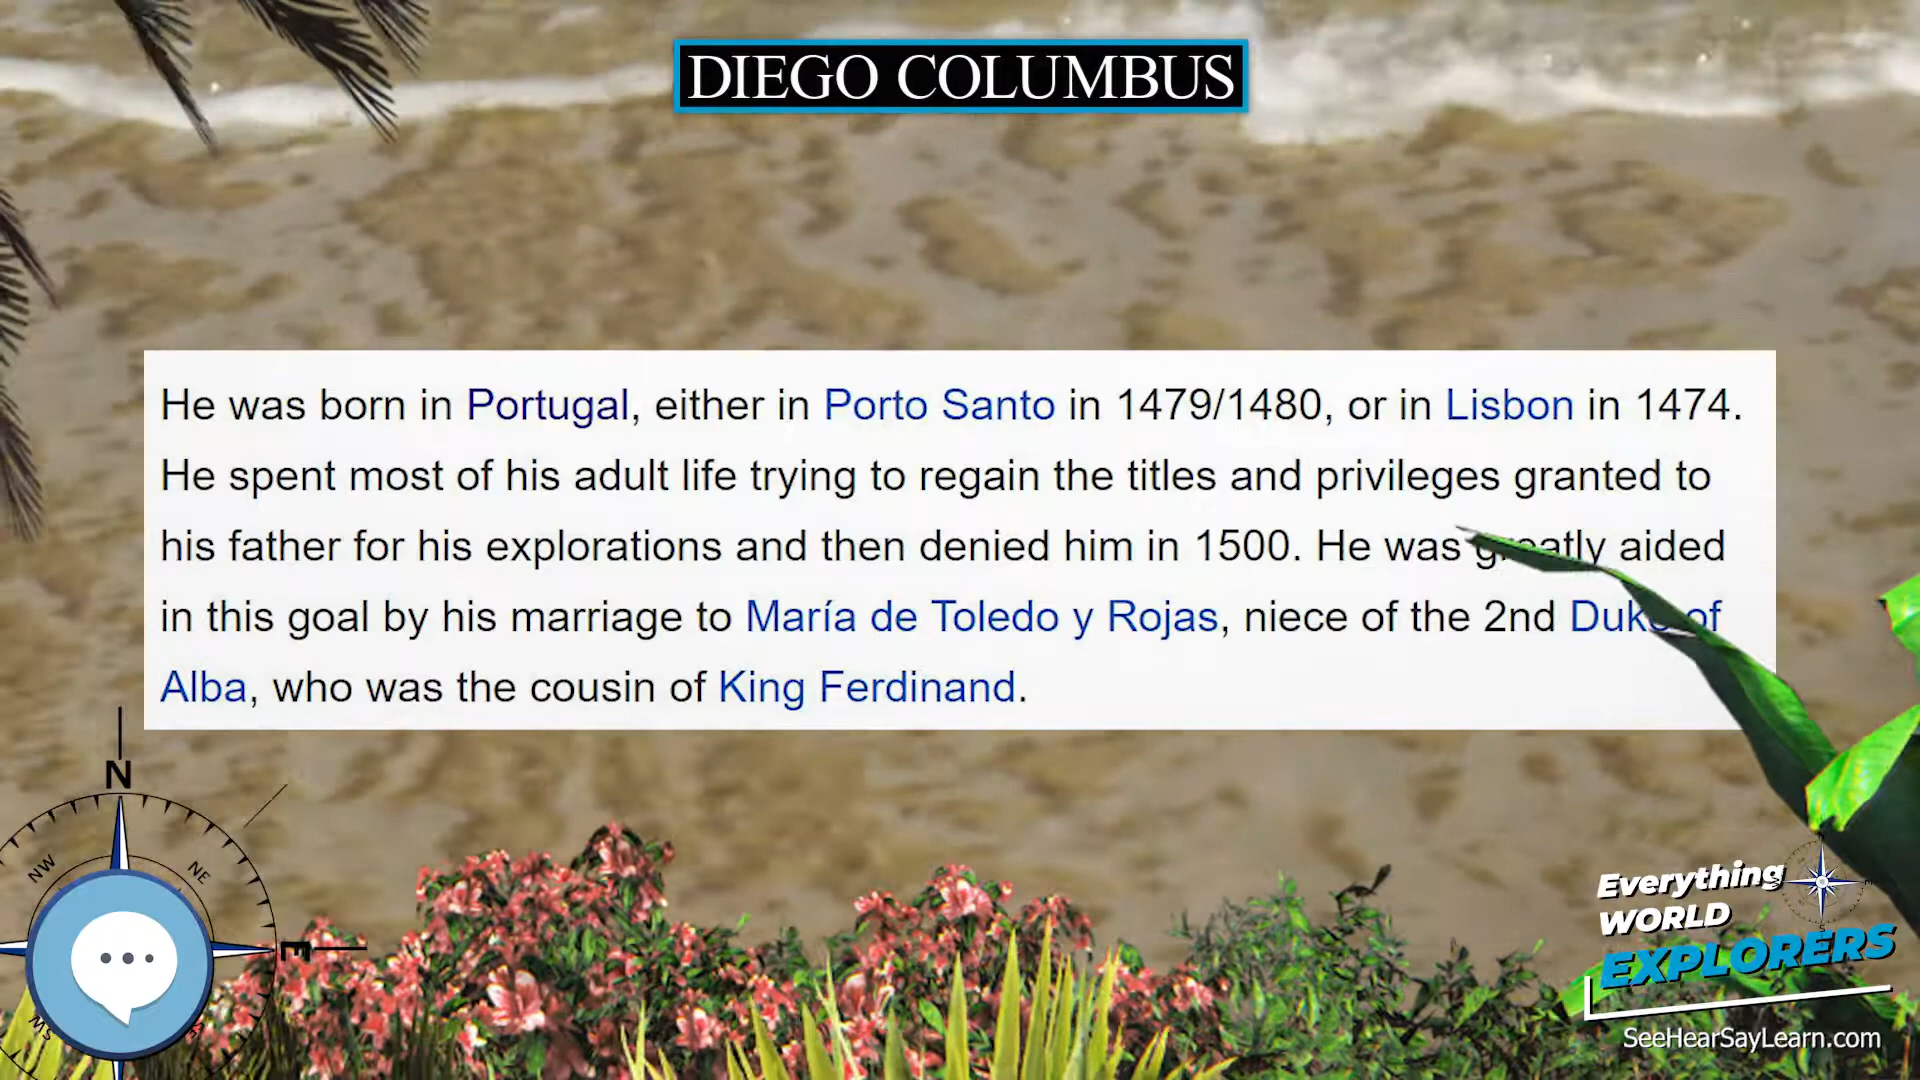 DIEGO COLUMBUS
He was born in Portugal, either in Porto Santo in 1479/1480, or in Lisbon in 1474.
He spent most of his adult life trying to regain the titles and privileges granted to
his father for his explorations and then denied him in 1500. He was greatly aided
in this goal by his marriage to María de Toledo y Rojas, niece of the 2nd Duke of
Alba, who was the cousin of King Ferdinand.
N
NW
NE
E
SW
Everything
WORLD
EXPLORERS
SeeHearSayLearn.com